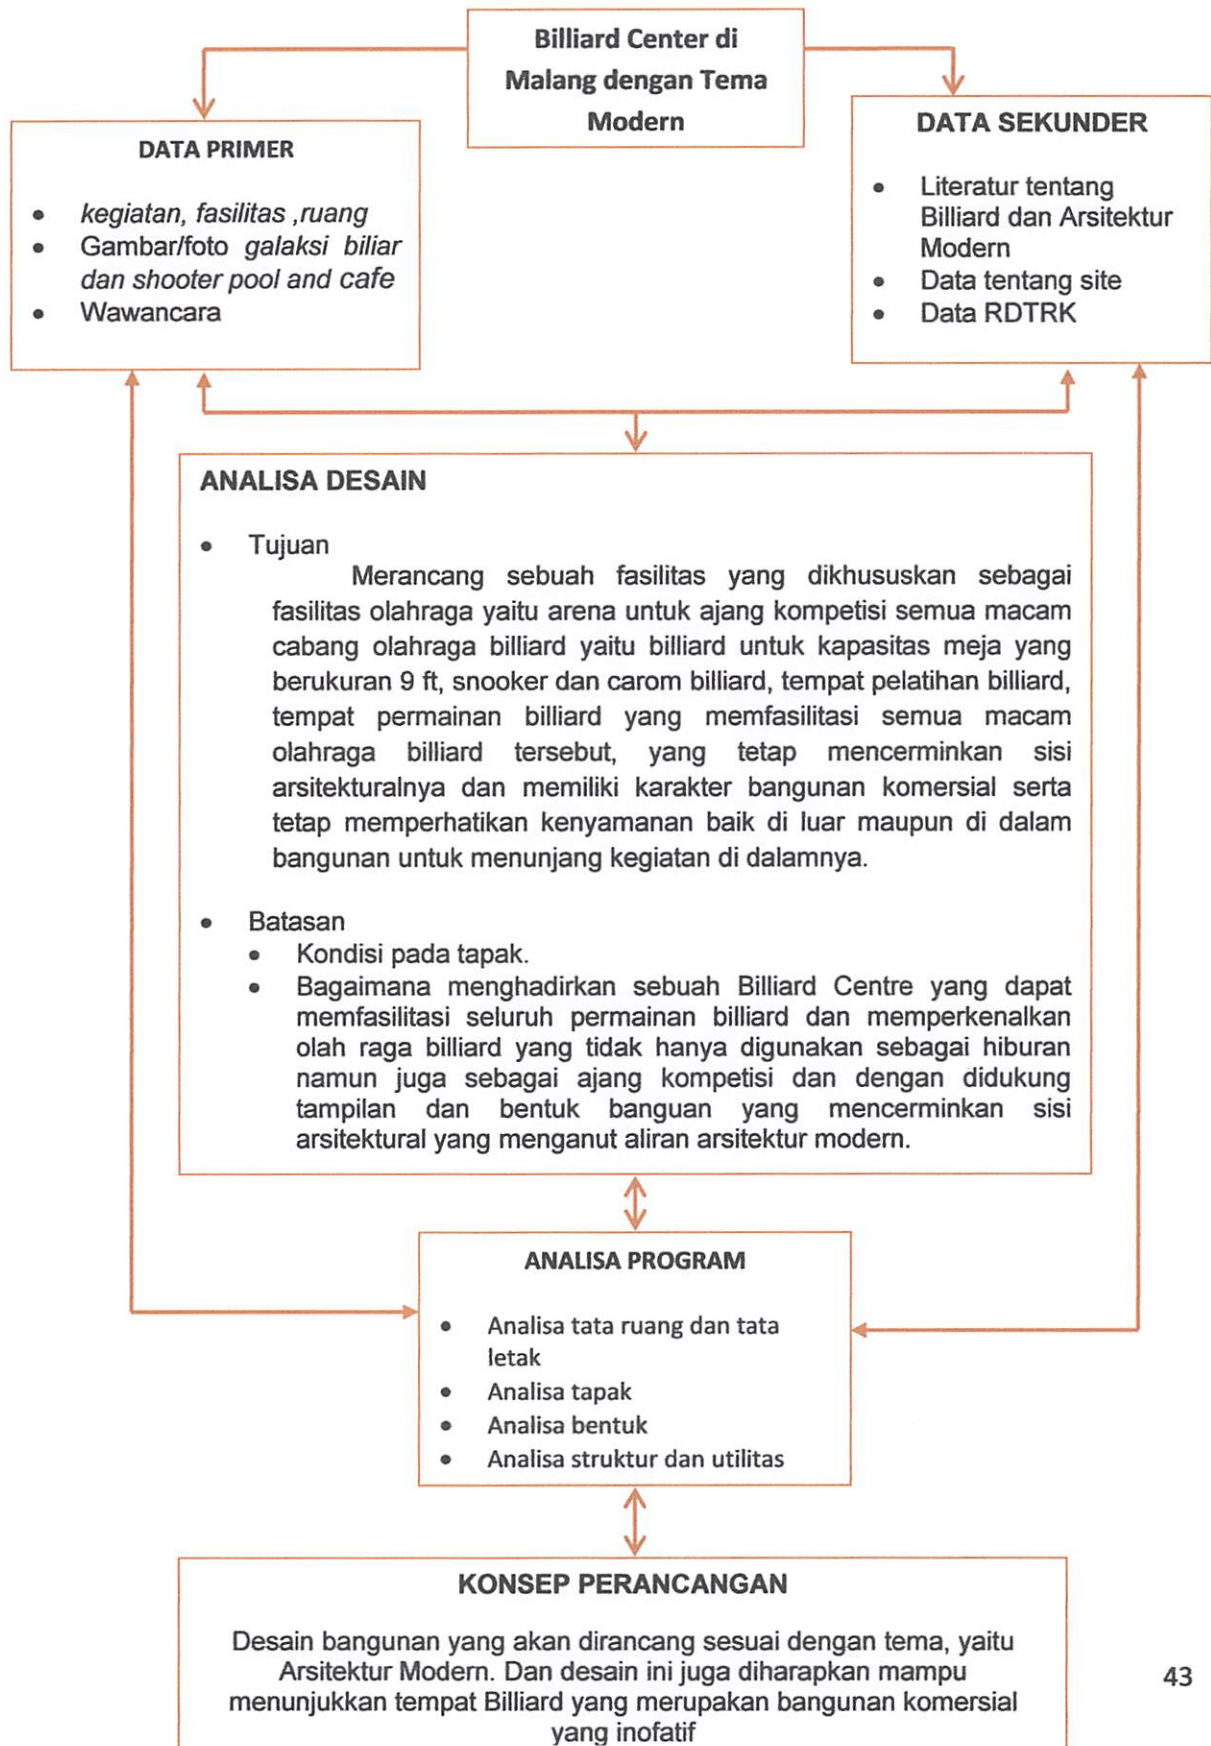 Billiard Center di
Malang dengan Tema
Modern
DATA PRIMER
• kegiatan, fasilitas ,ruang
• Gambar/foto galaksi biliar
dan shooter pool and cafe
• Wawancara
DATA SEKUNDER
• Literatur tentang
Billiard dan Arsitektur
Modern
• Data tentang site
• Data RDTRK
ANALISA DESAIN
• Tujuan
Merancang sebuah fasilitas yang dikhususkan sebagai
fasilitas olahraga yaitu arena untuk ajang kompetisi semua macam
cabang olahraga billiard yaitu billiard untuk kapasitas meja yang
berukuran 9 ft, snooker dan carom billiard, tempat pelatihan billiard,
tempat permainan billiard yang memfasilitasi semua macam
olahraga billiard tersebut, yang tetap mencerminkan sisi
arsitekturalnya dan memiliki karakter bangunan komersial serta
tetap memperhatikan kenyamanan baik di luar maupun di dalam
bangunan untuk menunjang kegiatan di dalamnya.
• Batasan
• Kondisi pada tapak.
• Bagaimana menghadirkan sebuah Billiard Centre yang dapat
memfasilitasi seluruh permainan billiard dan memperkenalkan
olah raga billiard yang tidak hanya digunakan sebagai hiburan
namun juga sebagai ajang kompetisi dan dengan didukung
tampilan dan bentuk banguan yang mencerminkan sisi
arsitektural yang menganut aliran arsitektur modern.
ANALISA PROGRAM
• Analisa tata ruang dan tata
letak
• Analisa tapak
• Analisa bentuk
• Analisa struktur dan utilitas
KONSEP PERANCANGAN
Desain bangunan yang akan dirancang sesuai dengan tema, yaitu
Arsitektur Modern. Dan desain ini juga diharapkan mampu
menunjukkan tempat Billiard yang merupakan bangunan komersial
yang inofatif
43